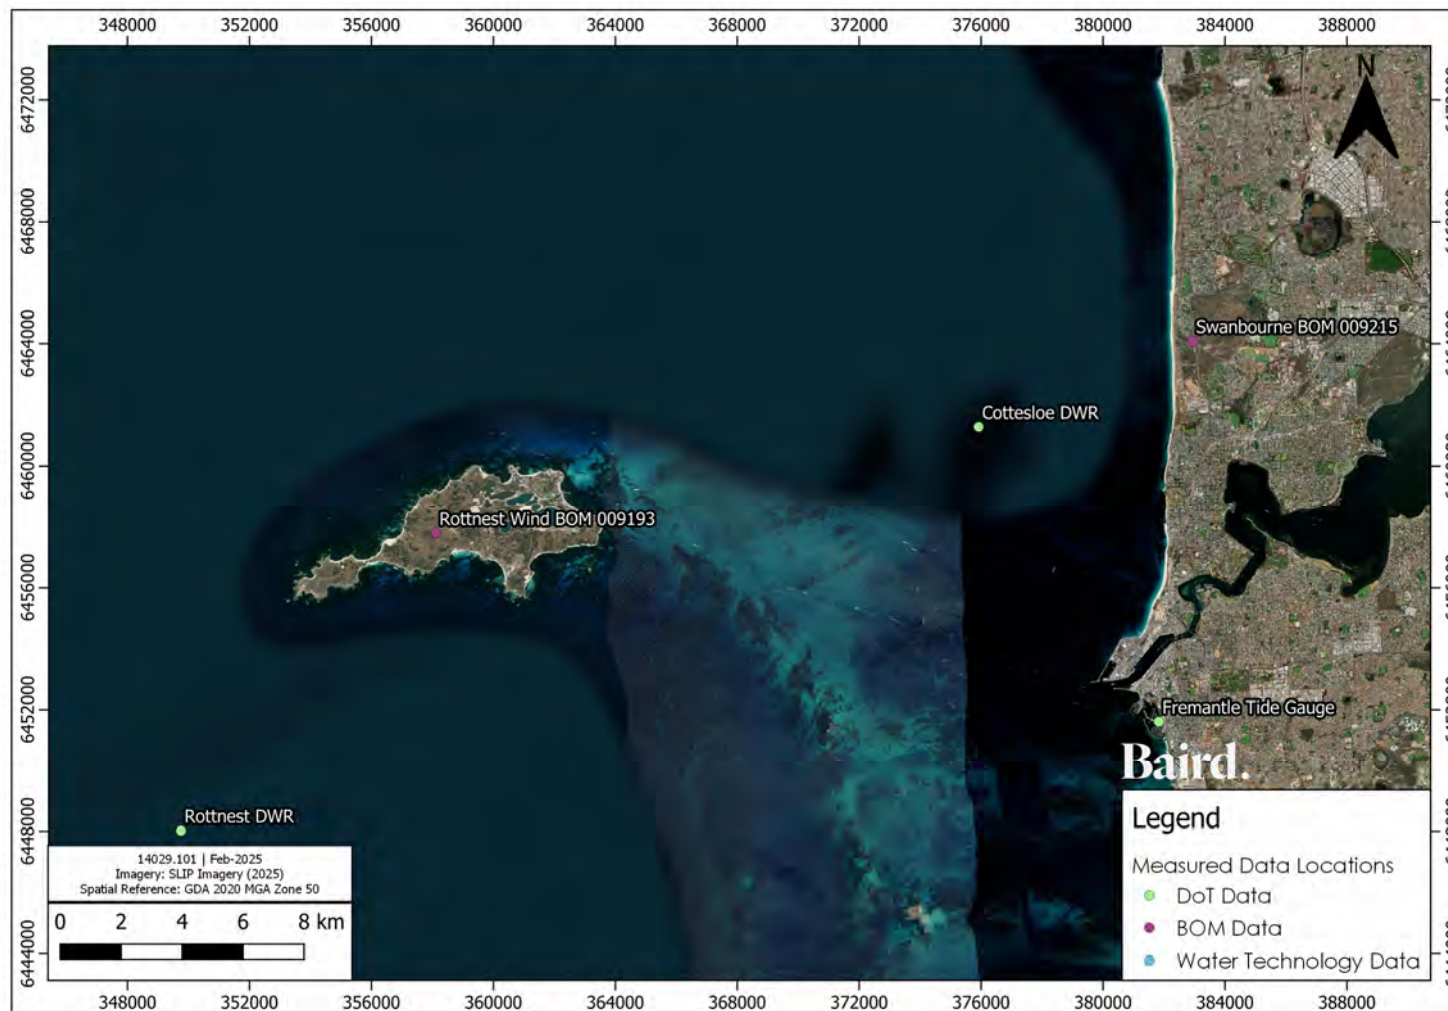 348000 352000 356000 360000 364000 368000 372000 376000 380000 384000 388000
N
6472000
6468000
6464000
6460000
6456000
6452000
6448000
6444000
Swanbourne BOM 009215
Cottesloe DWR
Rottnest Wind BOM 009193
Fremantle Tide Gauge
Rottnest DWR
Baird.
14029.101 | Feb-2025
Imagery: SLIP Imagery (2025)
Spatial Reference: GDA 2020 MGA Zone 50
0 2 4 6 8 km
Legend
Measured Data Locations
DoT Data
BOM Data
Water Technology Data
348000 352000 356000 360000 364000 368000 372000 376000 380000 384000 388000